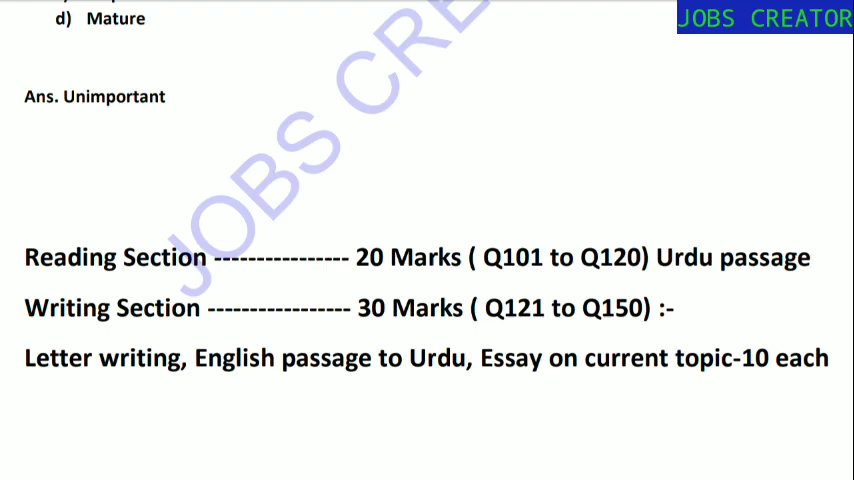 d) Mature
JOBS CREATOR
Ans. Unimportant
JOBS CRE
Reading Section ---------------- 20 Marks ( Q101 to Q120) Urdu passage
Writing Section ----------------- 30 Marks ( Q121 to Q150) :-
Letter writing, English passage to Urdu, Essay on current topic-10 each